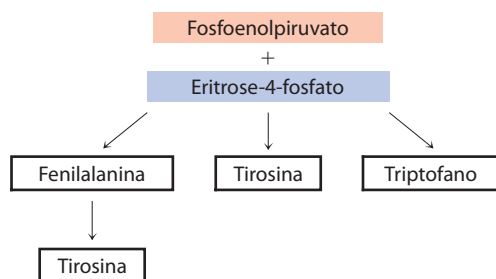 Fosfoenolpiruvato
+
Eritrose-4-fosfato
Fenilalanina
Tirosina
Triptofano
Tirosina